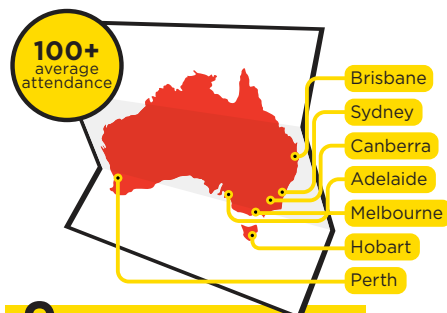 100+
average
attendance
Brisbane
Sydney
Canberra
Adelaide
Melbourne
Hobart
Perth